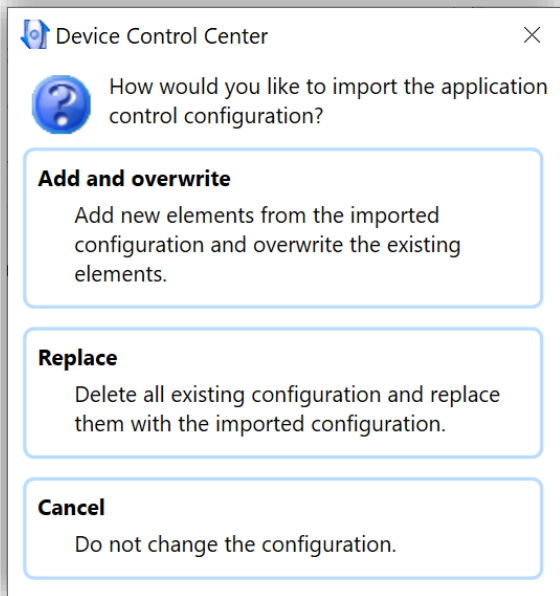 Device Control Center
How would you like to import the application
control configuration?
Add and overwrite
Add new elements from the imported
configuration and overwrite the existing
elements.
Replace
Delete all existing configuration and replace
them with the imported configuration.
Cancel
Do not change the configuration.